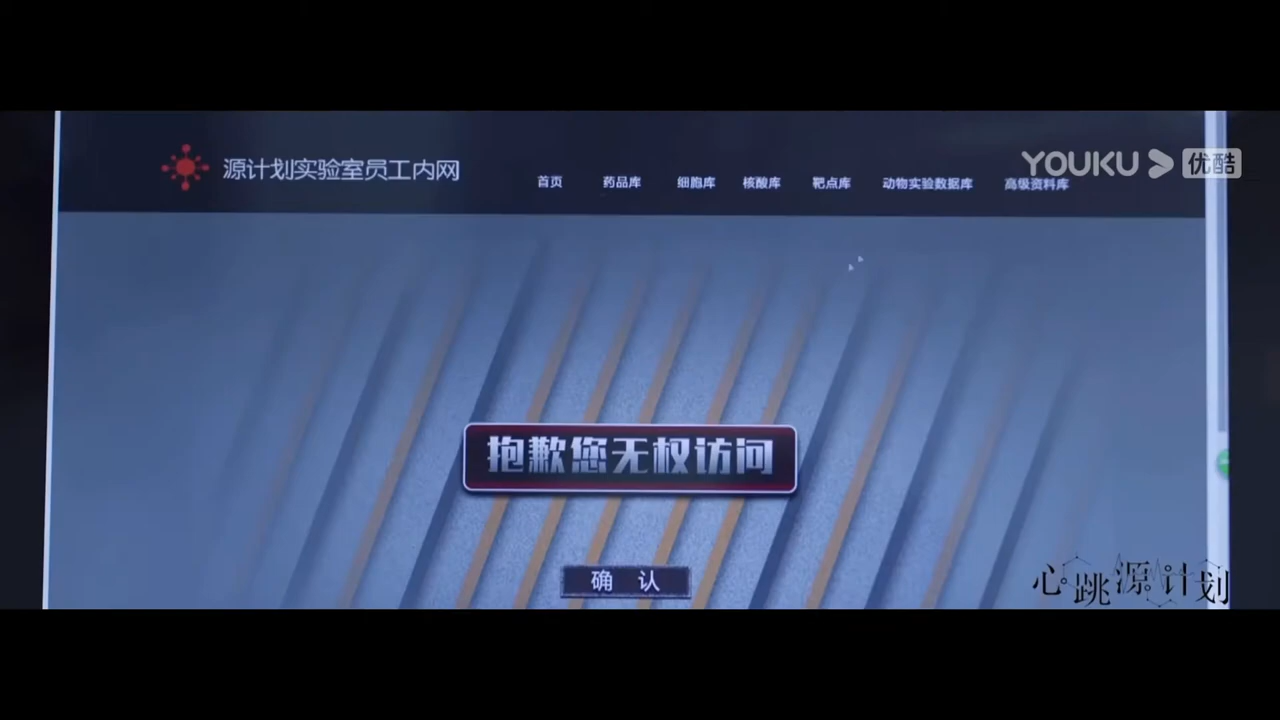 YOUKU 优酷
源计划实验室员工内网
首页 药品库 细胞库 核酸库 靶点库 动物实验数据库 高级资料库
抱歉您无权访问
确 认
心跳源计划